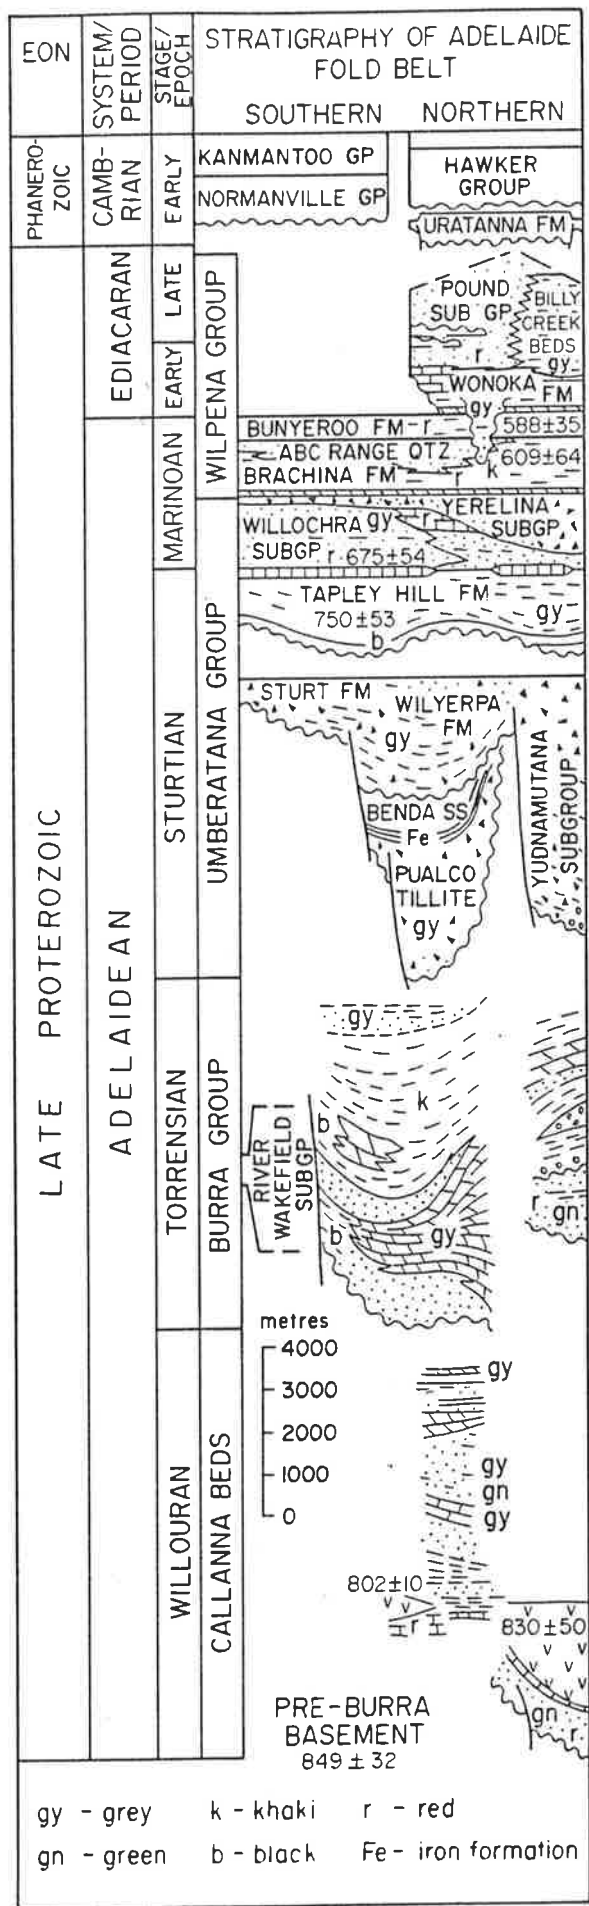 EON
SYSTEM/
PERIOD
STAGE/
EPOCH
STRATIGRAPHY OF ADELAIDE
FOLD BELT
SOUTHERN NORTHERN
PHANERO-
ZOIC
CAMB-
RIAN
EARLY
KANMANTOO GP
NORMANVILLE GP
HAWKER
GROUP
URATANNA FM
LATE PROTEROZOIC
EDIACARAN
LATE
EARLY
WILPENA GROUP
POUND
SUB GP
r
BILLY
CREEK
BEDS
gy
WONOKA FM
gy
BUNYEROO FM-r
588±35
ABC RANGE QTZ
609±64
BRACHINA FM
r
k
ADELAIDEAN
MARINOAN
UMBERATANA GROUP
YERELINA
SUBGP
WILLOCHRA gy r
SUBGP r 675±54
STURTIAN
TAPLEY HILL FM
750±53
gy
b
STURT FM
WILYERPA
FM
gy
BENDA SS
Fe
PUALCO
TILLITE
gy
YUDNAMUTANA
SUBGROUP
TORRENSIAN
BURRA GROUP
gy
k
b
RIVER
WAKEFIELD
SUBGP
b
gy
r
gn
WILLOURAN
CALLANNA BEDS
metres
4000
3000
2000
1000
0
gy
gy
gn
gy
802±10
v v
v
r
830±50
v v v
v v
v
v v
gn
r
PRE-BURRA
BASEMENT
849±32
gy - grey k - khaki r - red
gn - green b - black Fe - iron formation